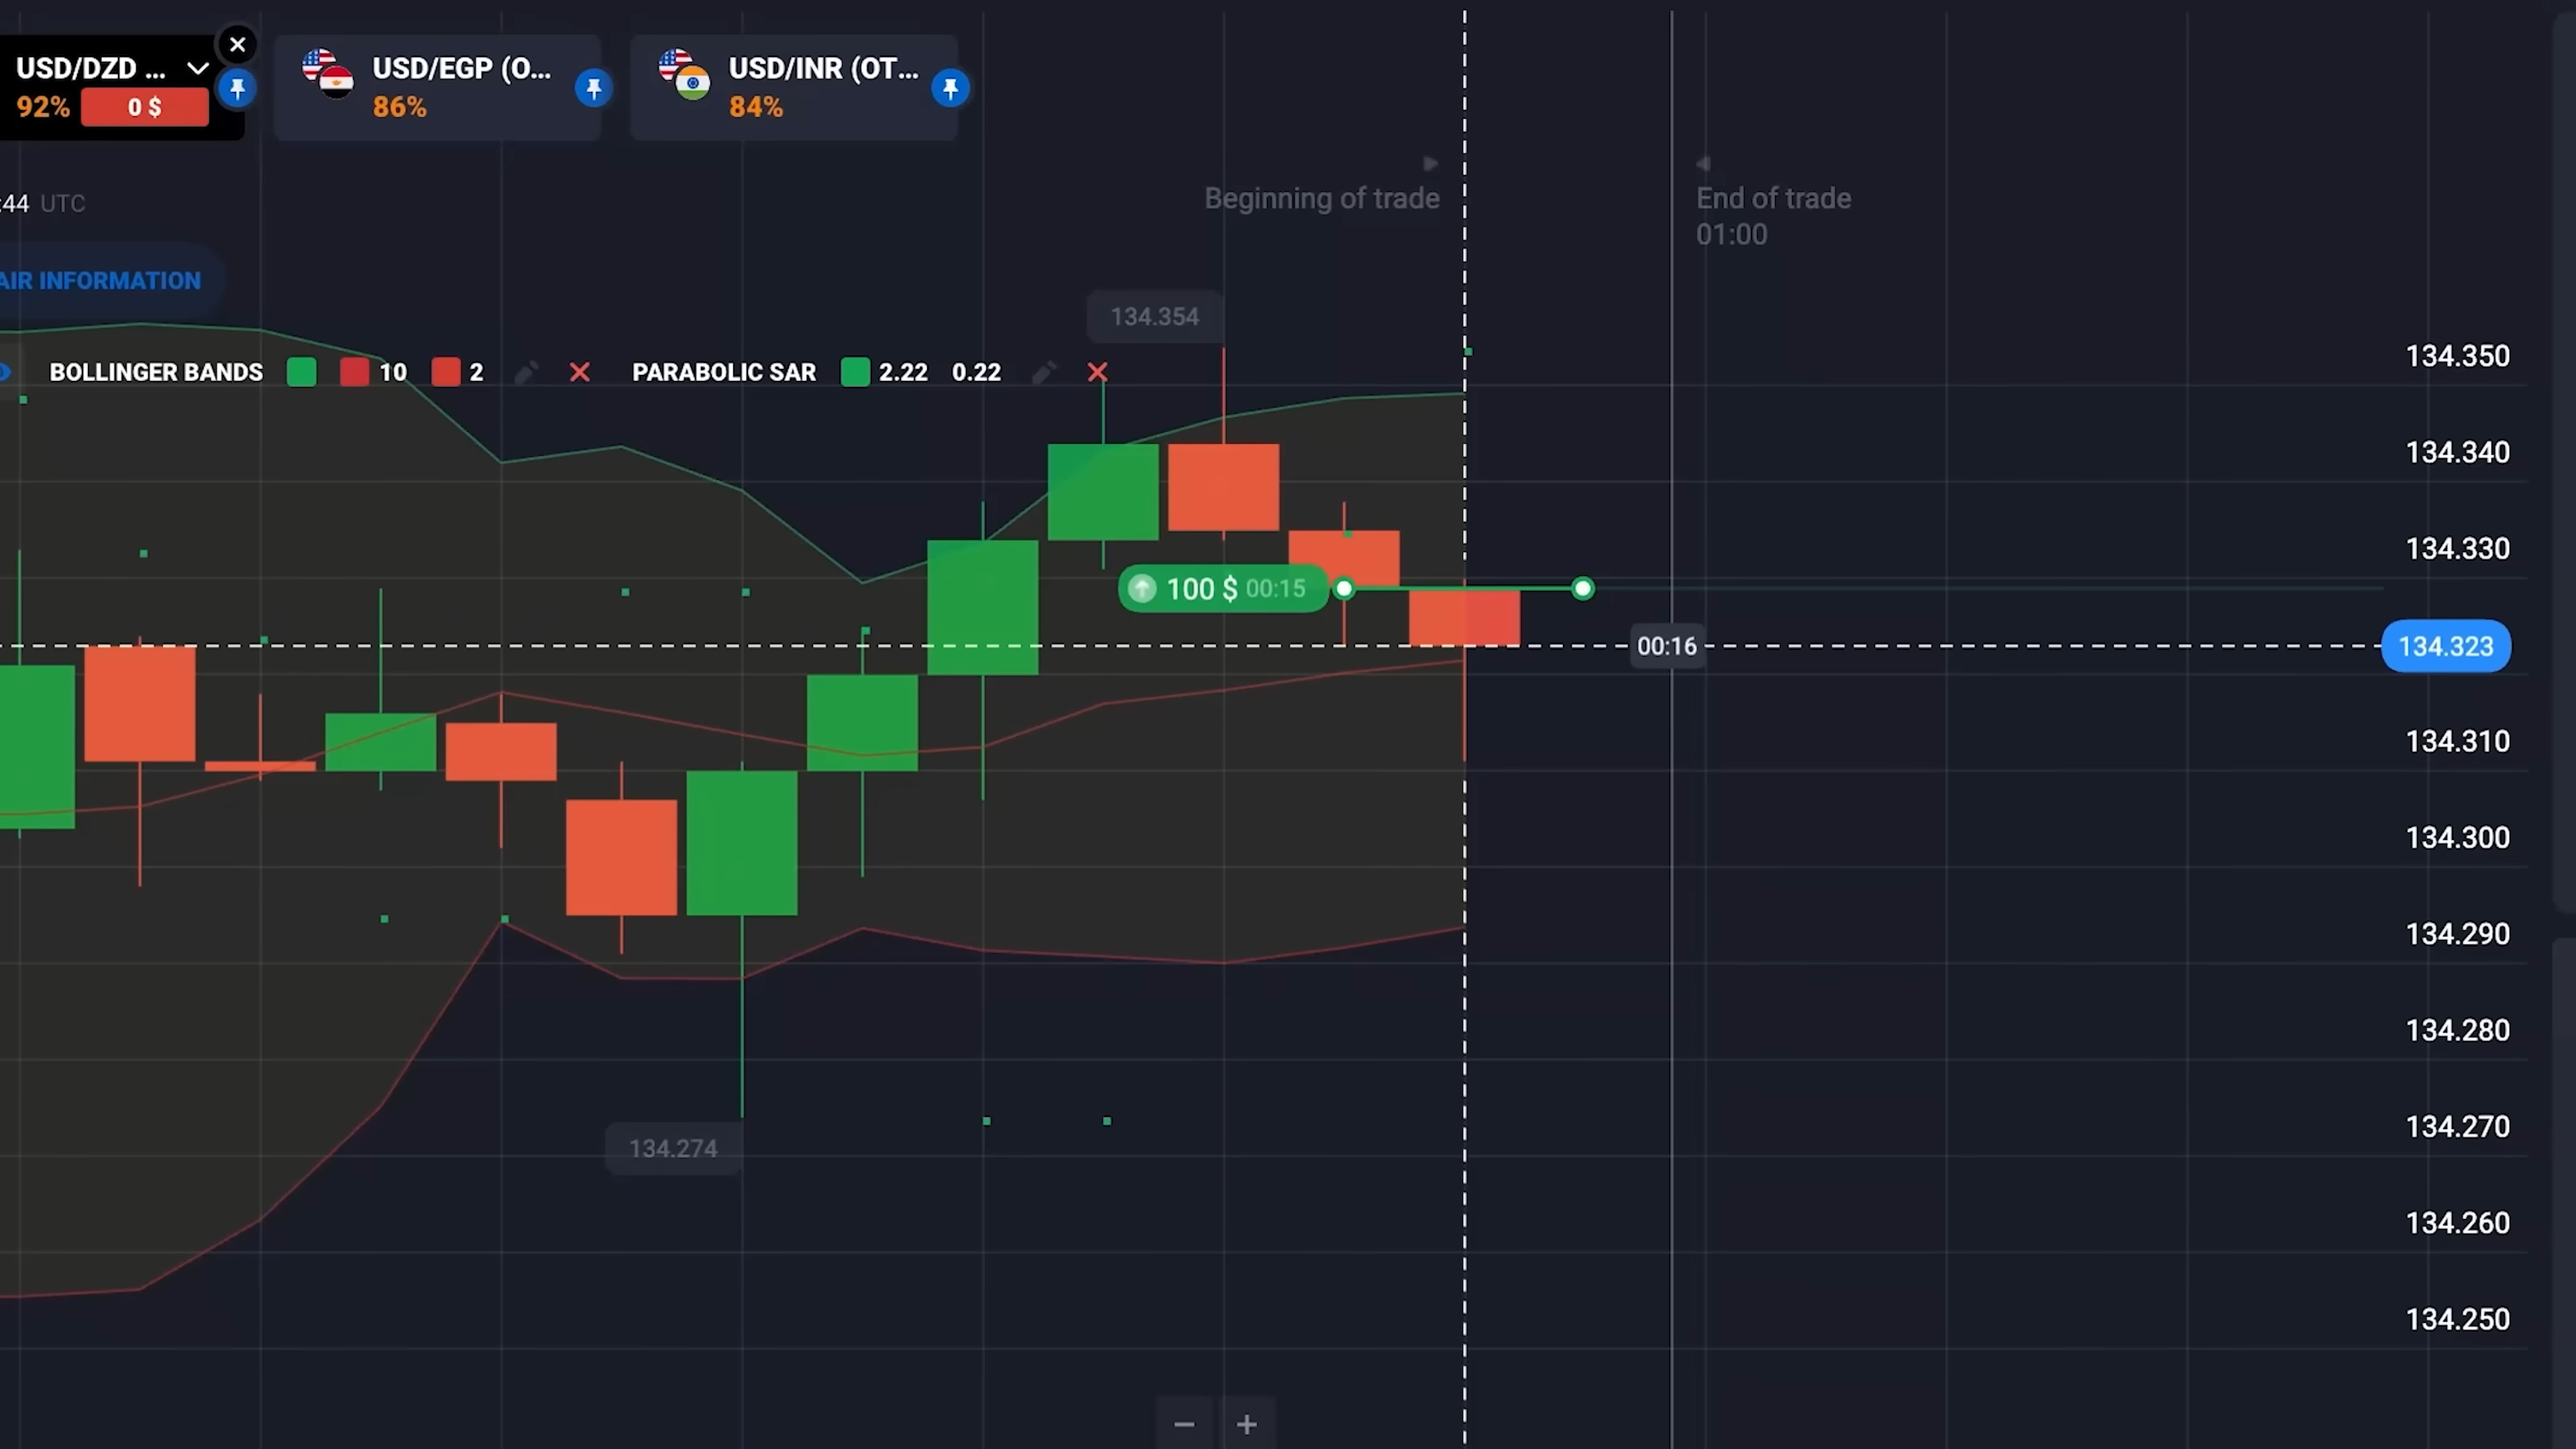 USD/DZD ...
92% 0 $
USD/EGP (O...
86%
USD/INR (OT...
84%
:44 UTC
Beginning of trade
End of trade
01:00
AIR INFORMATION
134.354
BOLLINGER BANDS 10 2 PARABOLIC SAR 2.22 0.22
134.350
134.340
134.330
100 $ 00:15
00:16
134.323
134.310
134.300
134.290
134.280
134.274
134.270
134.260
134.250